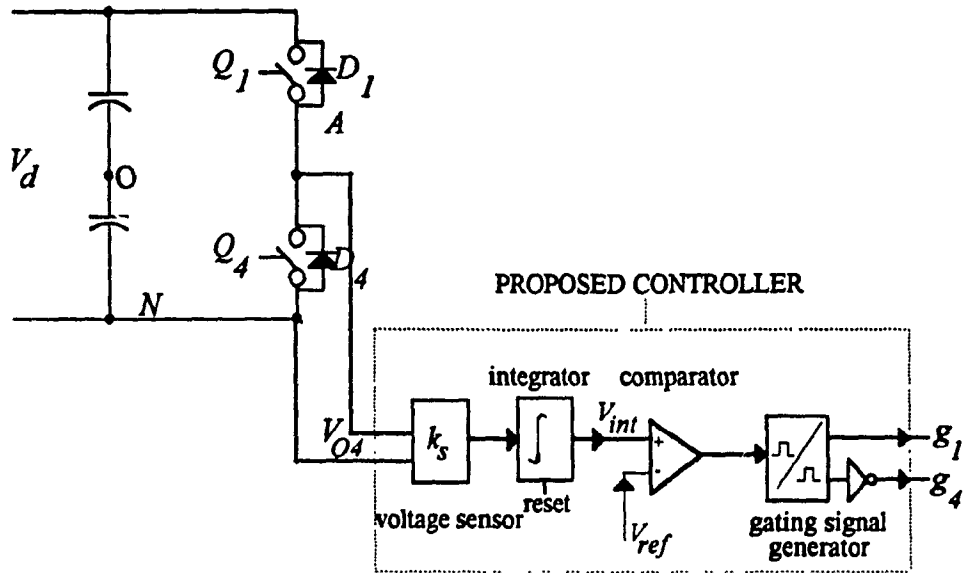 Q1
D1
A
Vd
O
Q4
D4
N
PROPOSED CONTROLLER
integrator
comparator
VQ4
ks
∫
Vint
+
-
g1
g4
reset
voltage sensor
Vref
gating signal
generator